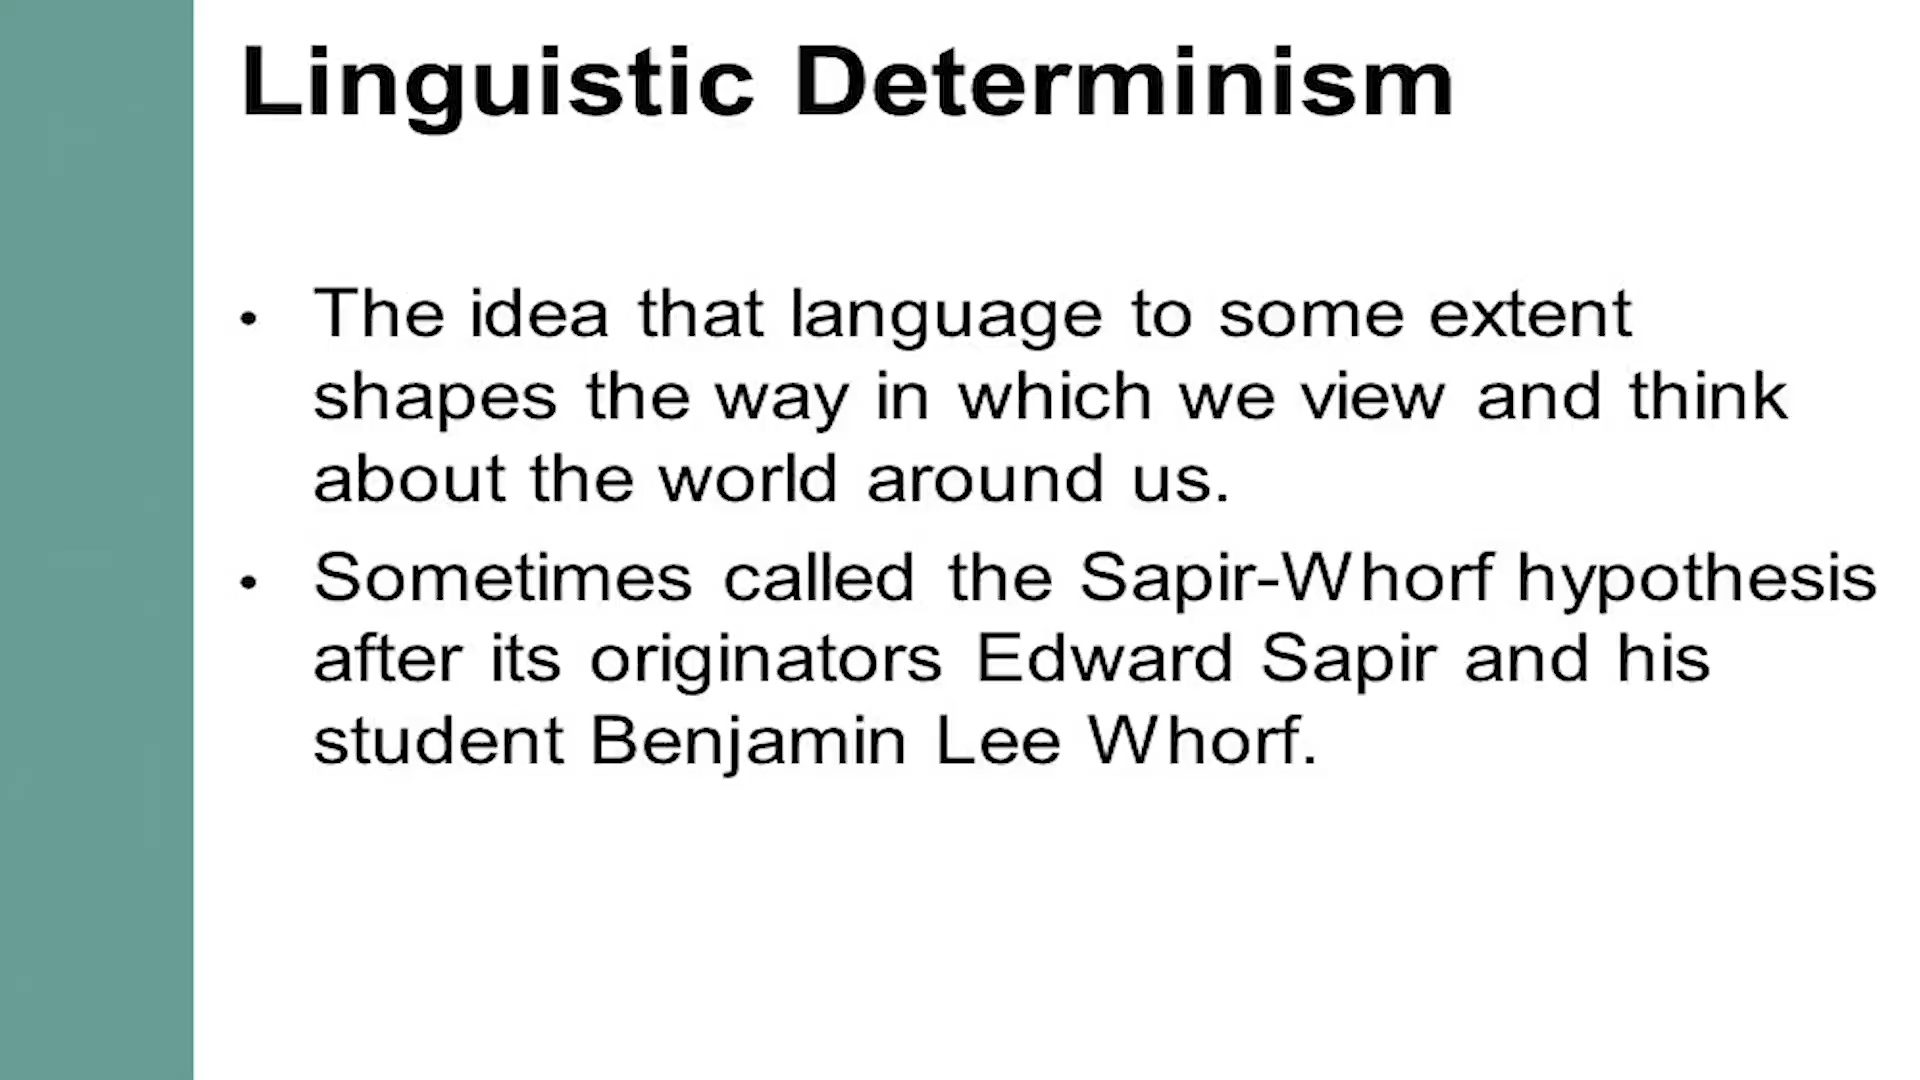 Linguistic Determinism
• The idea that language to some extent
shapes the way in which we view and think
about the world around us.
• Sometimes called the Sapir-Whorf hypothesis
after its originators Edward Sapir and his
student Benjamin Lee Whorf.